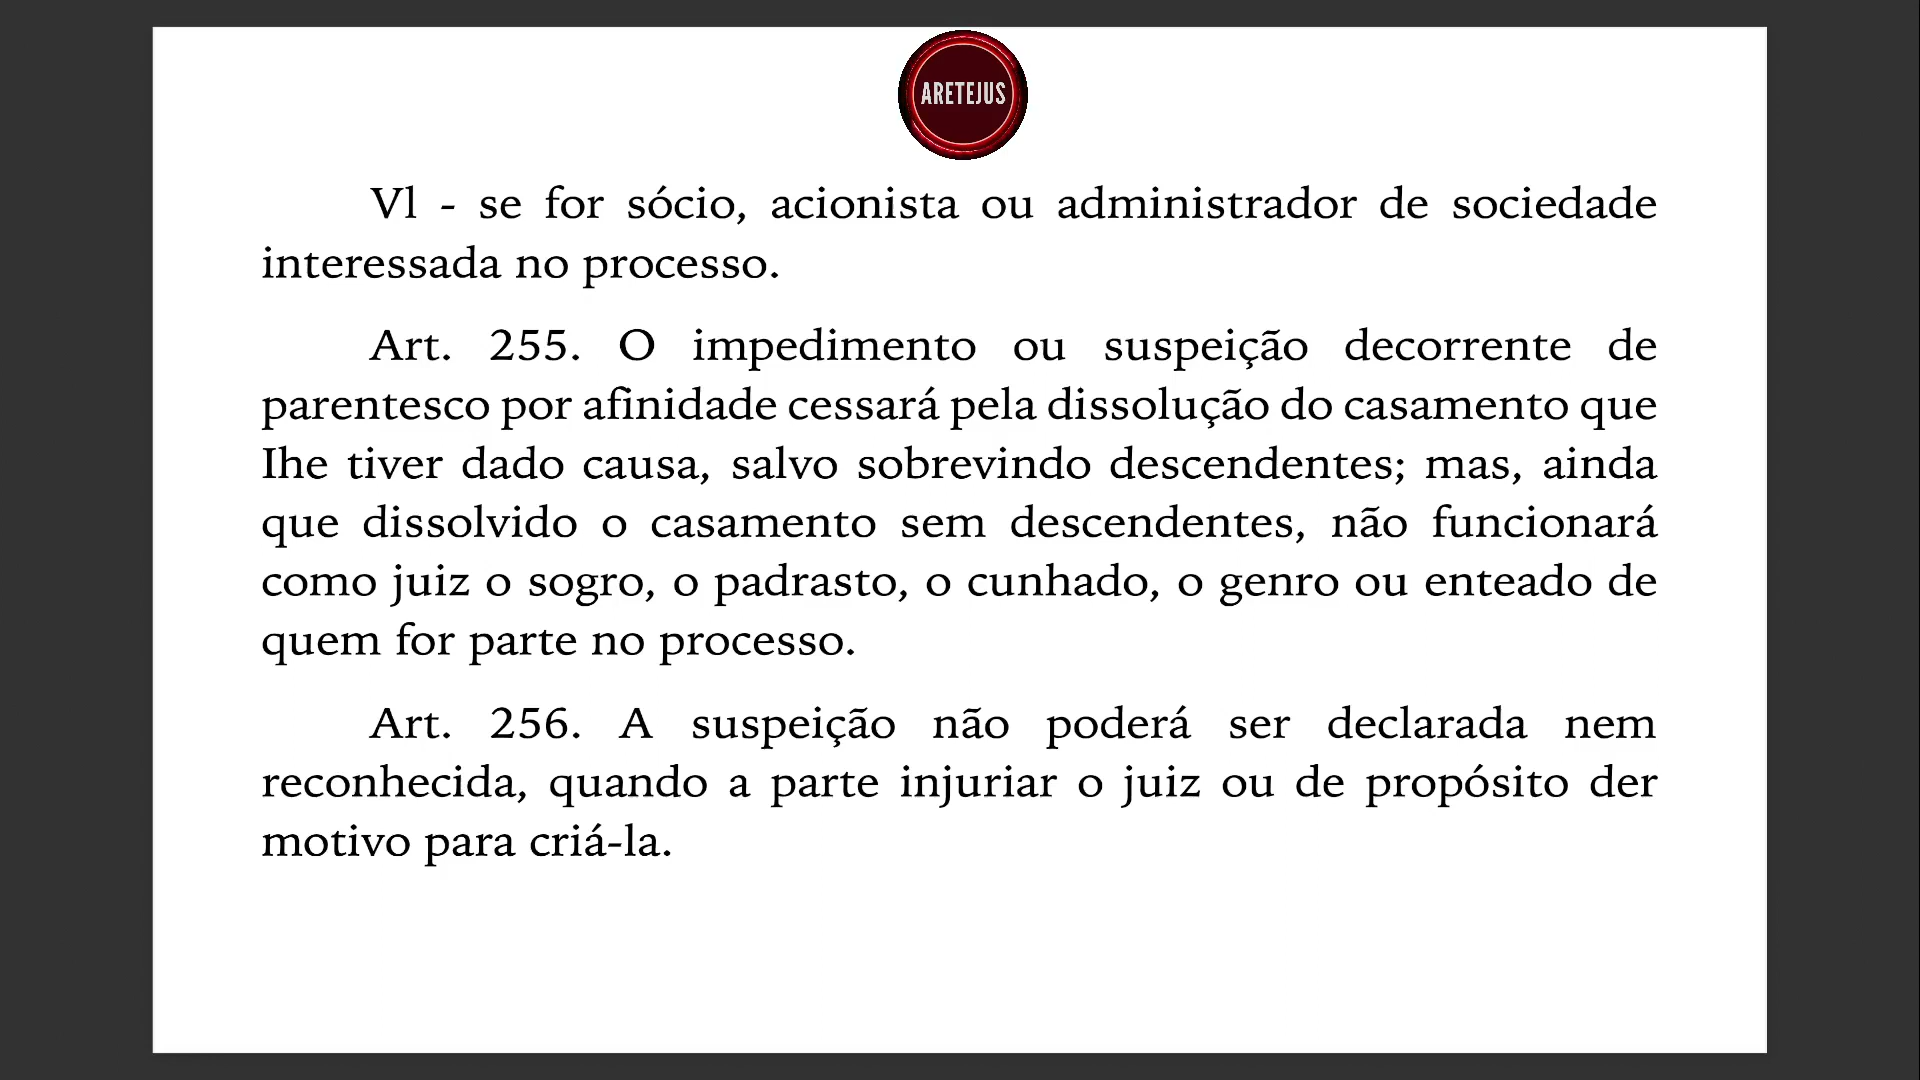 ARETEJUS
Vl - se for sócio, acionista ou administrador de sociedade
interessada no processo.
Art. 255. O impedimento ou suspeição decorrente de
parentesco por afinidade cessará pela dissolução do casamento que
Ihe tiver dado causa, salvo sobrevindo descendentes; mas, ainda
que dissolvido o casamento sem descendentes, não funcionará
como juiz o sogro, o padrasto, o cunhado, o genro ou enteado de
quem for parte no processo.
Art. 256. A suspeição não poderá ser declarada nem
reconhecida, quando a parte injuriar o juiz ou de propósito der
motivo para criá-la.